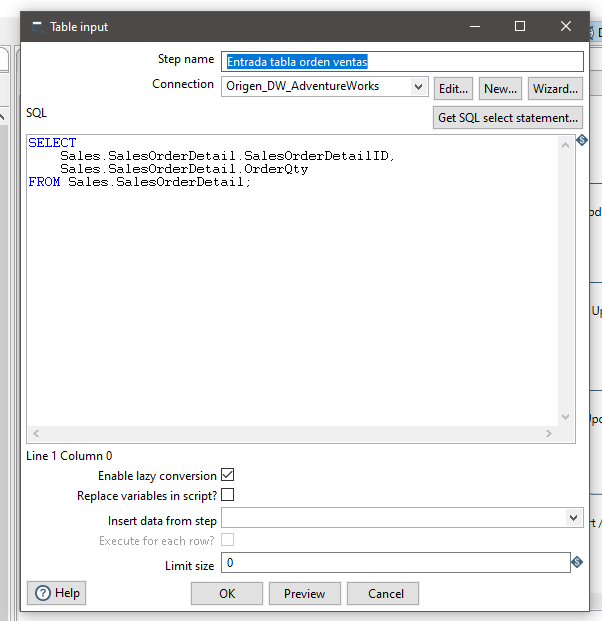 Table input
Step name Entrada tabla orden ventas
Connection Origen_DW_AdventureWorks Edit... New... Wizard...
SQL Get SQL select statement...
SELECT
Sales.SalesOrderDetail.SalesOrderDetailID,
Sales.SalesOrderDetail.OrderQty
FROM Sales.SalesOrderDetail;
Line 1 Column 0
Enable lazy conversion
Replace variables in script?
Insert data from step
Execute for each row?
Limit size 0
Help OK Preview Cancel